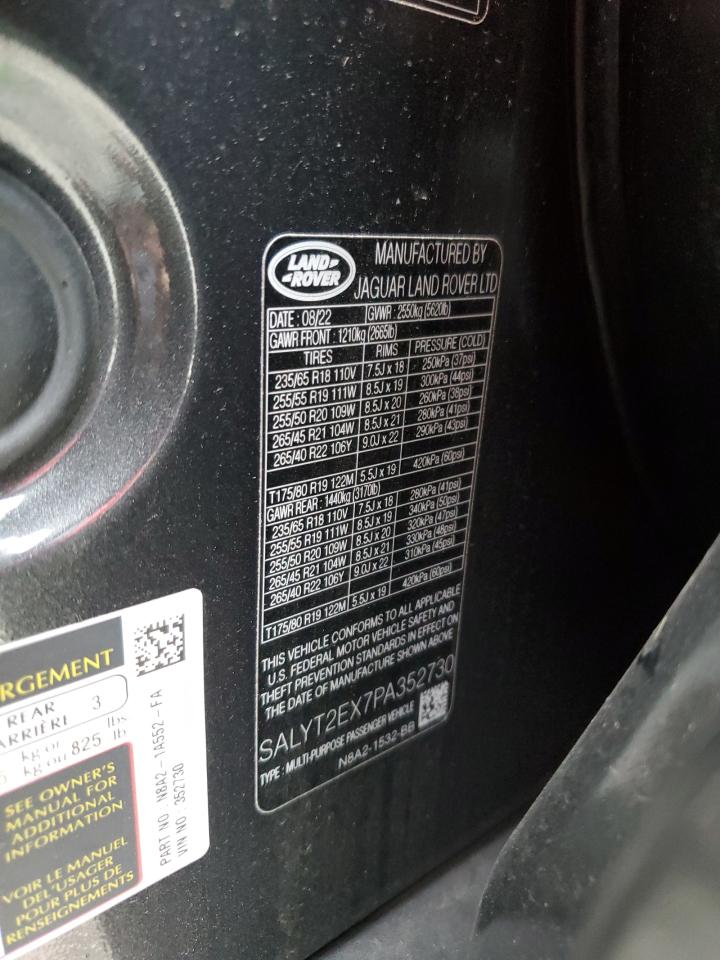 LAND-
-ROVER
MANUFACTURED BY
JAGUAR LAND ROVER LTD
DATE : 08/22 GVWR : 2550kg (5620lb)
GAWR FRONT : 1210kg (2665lb)
TIRES RIMS PRESSURE (COLD)
235/65 R18 110V 7.5J x 18 250kPa (37psi)
255/55 R19 111W 8.5J x 19 300kPa (44psi)
255/50 R20 109W 8.5J x 20 260kPa (38psi)
265/45 R21 104W 8.5J x 21 280kPa (41psi)
265/40 R22 106Y 9.0J x 22 290kPa (43psi)
T175/80 R19 122M 5.5J x 19 420kPa (60psi)
GAWR REAR : 1440kg (3170lb)
235/65 R18 110V 7.5J x 18 280kPa (41psi)
255/55 R19 111W 8.5J x 19 340kPa (50psi)
255/50 R20 109W 8.5J x 20 320kPa (47psi)
265/45 R21 104W 8.5J x 21 330kPa (48psi)
265/40 R22 106Y 9.0J x 22 310kPa (45psi)
T175/80 R19 122M 5.5J x 19 420kPa (60psi)
THIS VEHICLE CONFORMS TO ALL APPLICABLE
U.S. FEDERAL MOTOR VEHICLE SAFETY AND
THEFT PREVENTION STANDARDS IN EFFECT ON
THE DATE OF MANUFACTURE SHOWN ABOVE
SALYT2EX7PA352730
TYPE : MULTI-PURPOSE PASSENGER VEHICLE
N8A2-1532-BB
RGEMENT
REAR 3
ARRIÈRE
kg or lbs
kg ou 825 lb
SEE OWNER'S
MANUAL FOR
ADDITIONAL
INFORMATION
VOIR LE MANUEL
DEL'USAGER
POUR PLUS DE
RENSEIGNEMENTS
PART NO N8A2-1A552-FA
VIN NO 352730